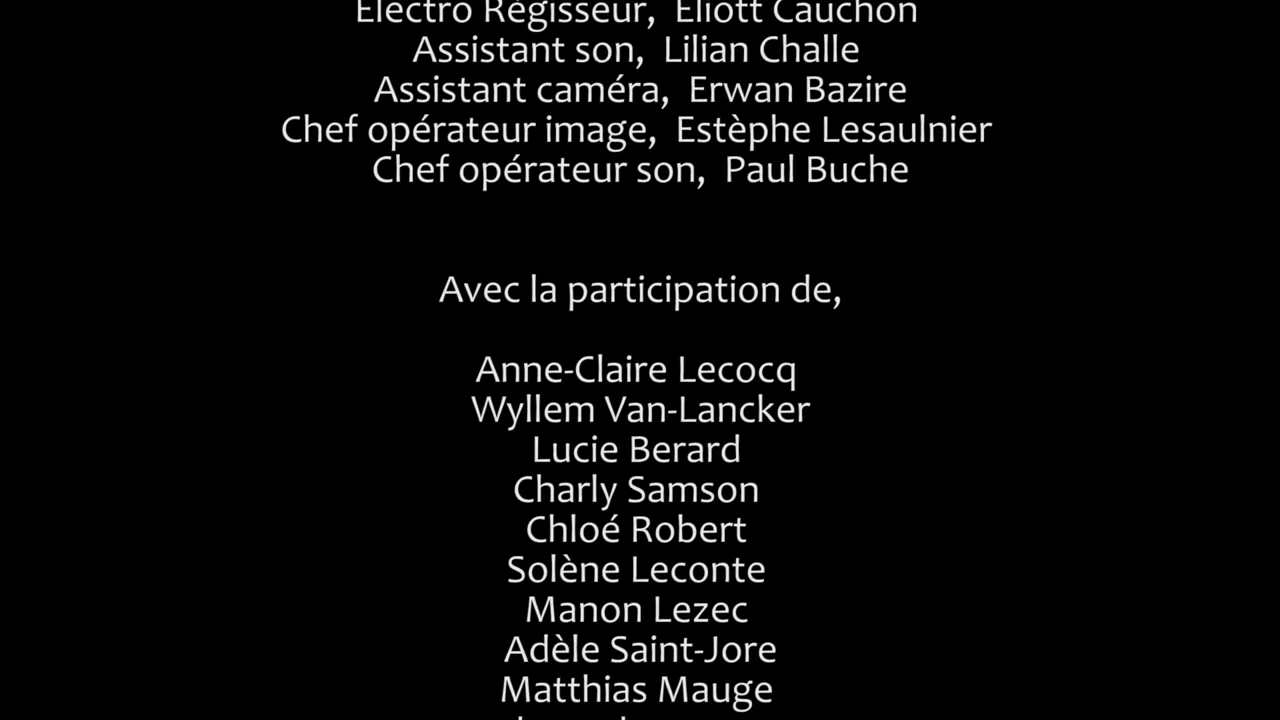 Electro Régisseur,  Eliott Cauchon
Assistant son,  Lilian Challe
Assistant caméra,  Erwan Bazire
Chef opérateur image,  Estèphe Lesaulnier
Chef opérateur son,  Paul Buche
Avec la participation de,
Anne-Claire Lecocq
Wyllem Van-Lancker
Lucie Berard
Charly Samson
Chloé Robert
Solène Leconte
Manon Lezec
Adèle Saint-Jore
Matthias Mauge